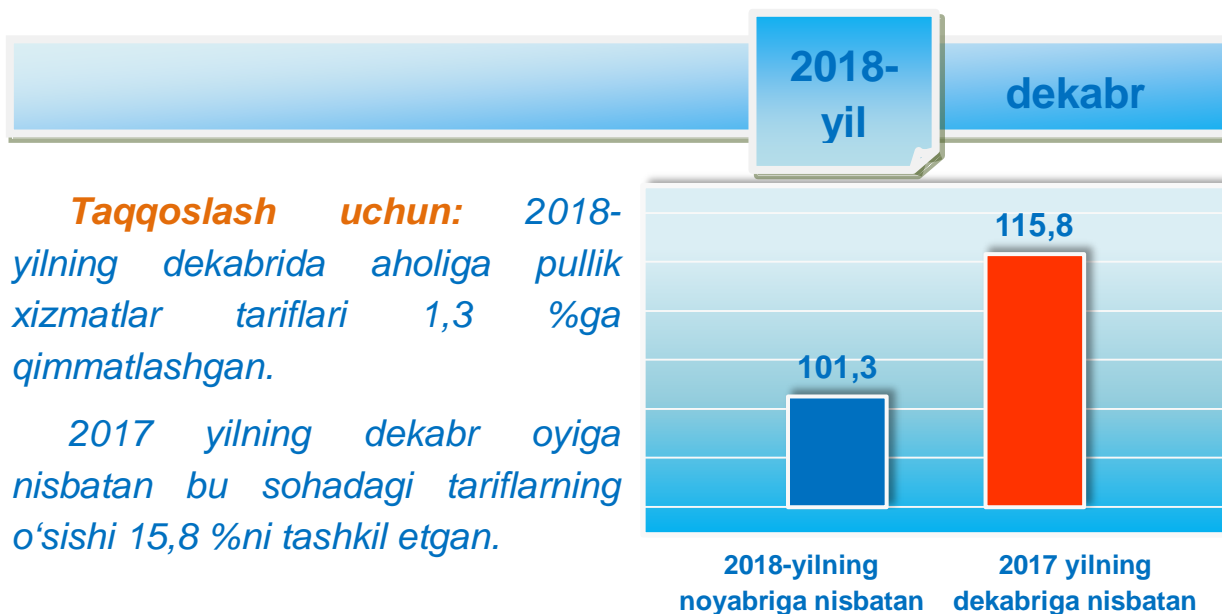 2018-
yil
dekabr
Taqqoslash uchun: 2018-
yilning dekabrida aholiga pullik
xizmatlar tariflari 1,3 %ga
qimmatlashgan.
2017 yilning dekabr oyiga
nisbatan bu sohadagi tariflarning
o‘sishi 15,8 %ni tashkil etgan.
115,8
101,3
2018-yilning
noyabriga nisbatan
2017 yilning
dekabriga nisbatan